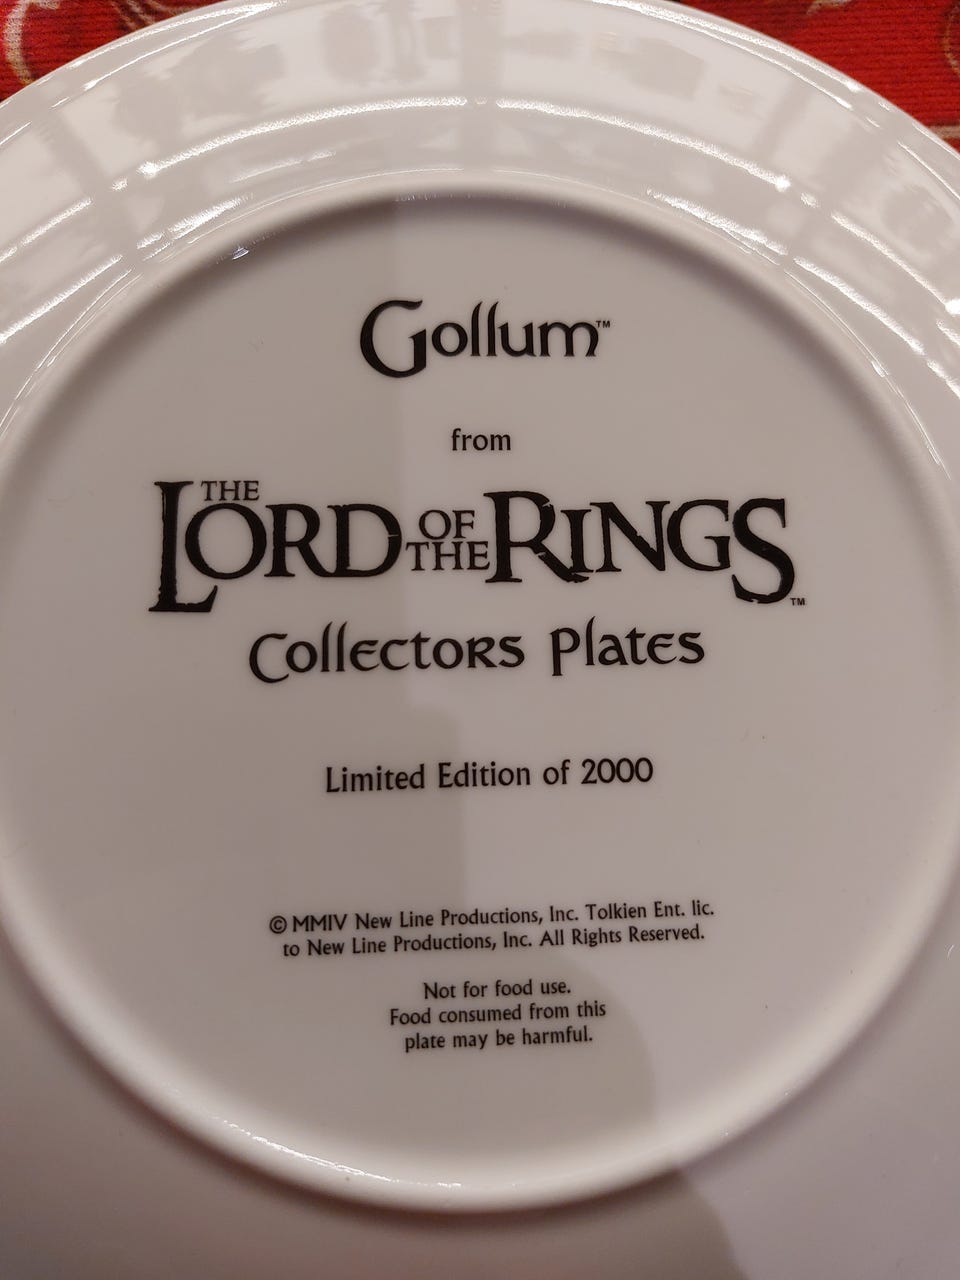 Gollum™
from
THE LORD OF THE RINGS™
Collectors Plates
Limited Edition of 2000
© MMIV New Line Productions, Inc. Tolkien Ent. lic.
to New Line Productions, Inc. All Rights Reserved.
Not for food use.
Food consumed from this
plate may be harmful.